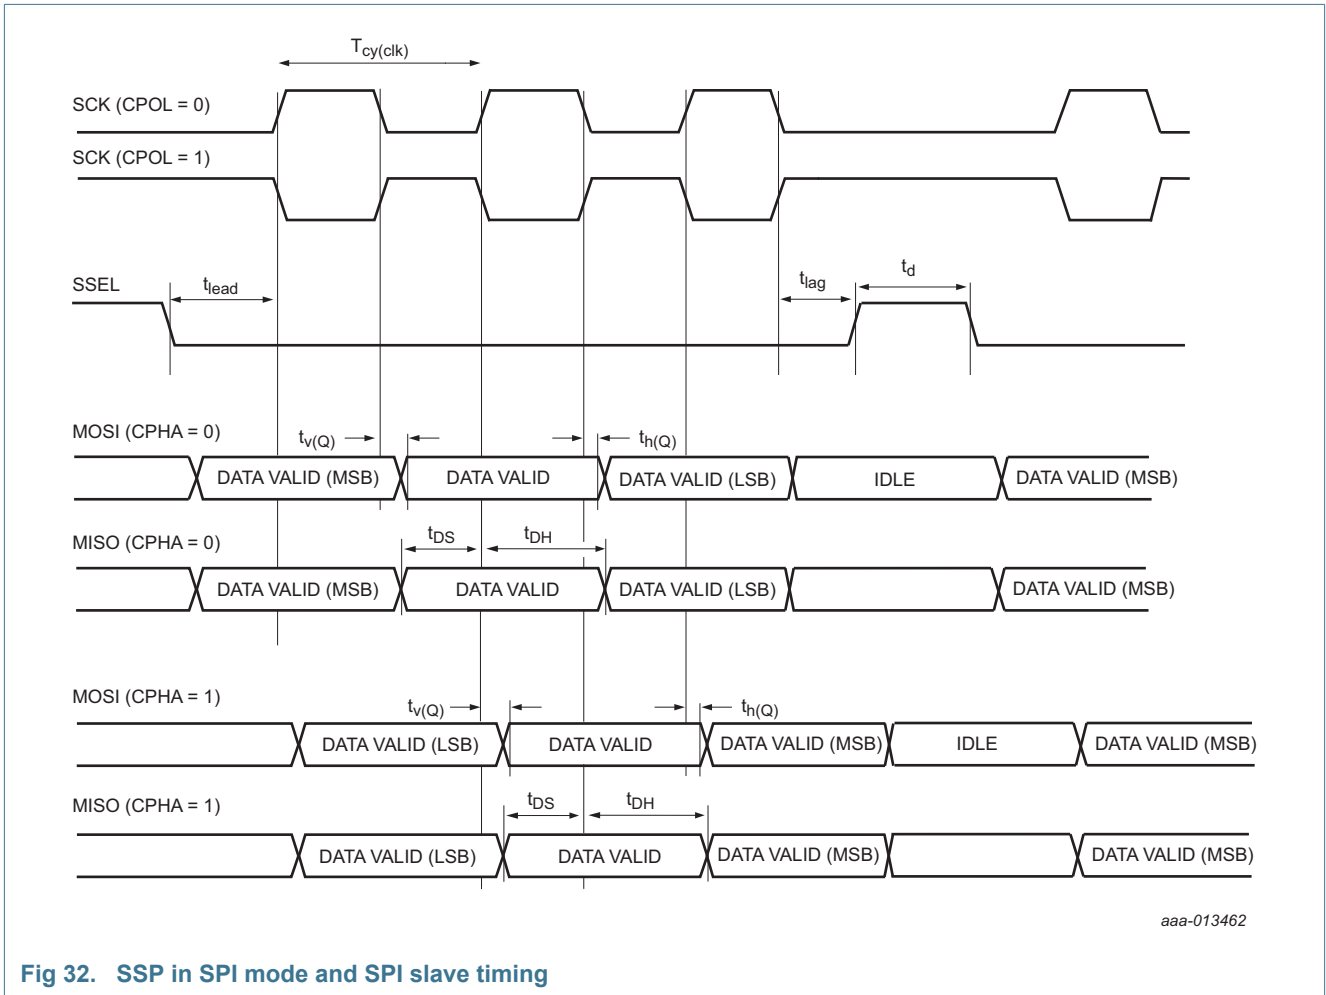 Tcy(clk)
SCK (CPOL = 0)
SCK (CPOL = 1)
SSEL
tlead
tlag
td
MOSI (CPHA = 0)
tv(Q)
th(Q)
DATA VALID (MSB)
DATA VALID
DATA VALID (LSB)
IDLE
DATA VALID (MSB)
MISO (CPHA = 0)
tDS
tDH
DATA VALID (MSB)
DATA VALID
DATA VALID (LSB)
DATA VALID (MSB)
MOSI (CPHA = 1)
tv(Q)
th(Q)
DATA VALID (LSB)
DATA VALID
DATA VALID (MSB)
IDLE
DATA VALID (MSB)
MISO (CPHA = 1)
tDS
tDH
DATA VALID (LSB)
DATA VALID
DATA VALID (MSB)
DATA VALID (MSB)
aaa-013462
Fig 32. SSP in SPI mode and SPI slave timing